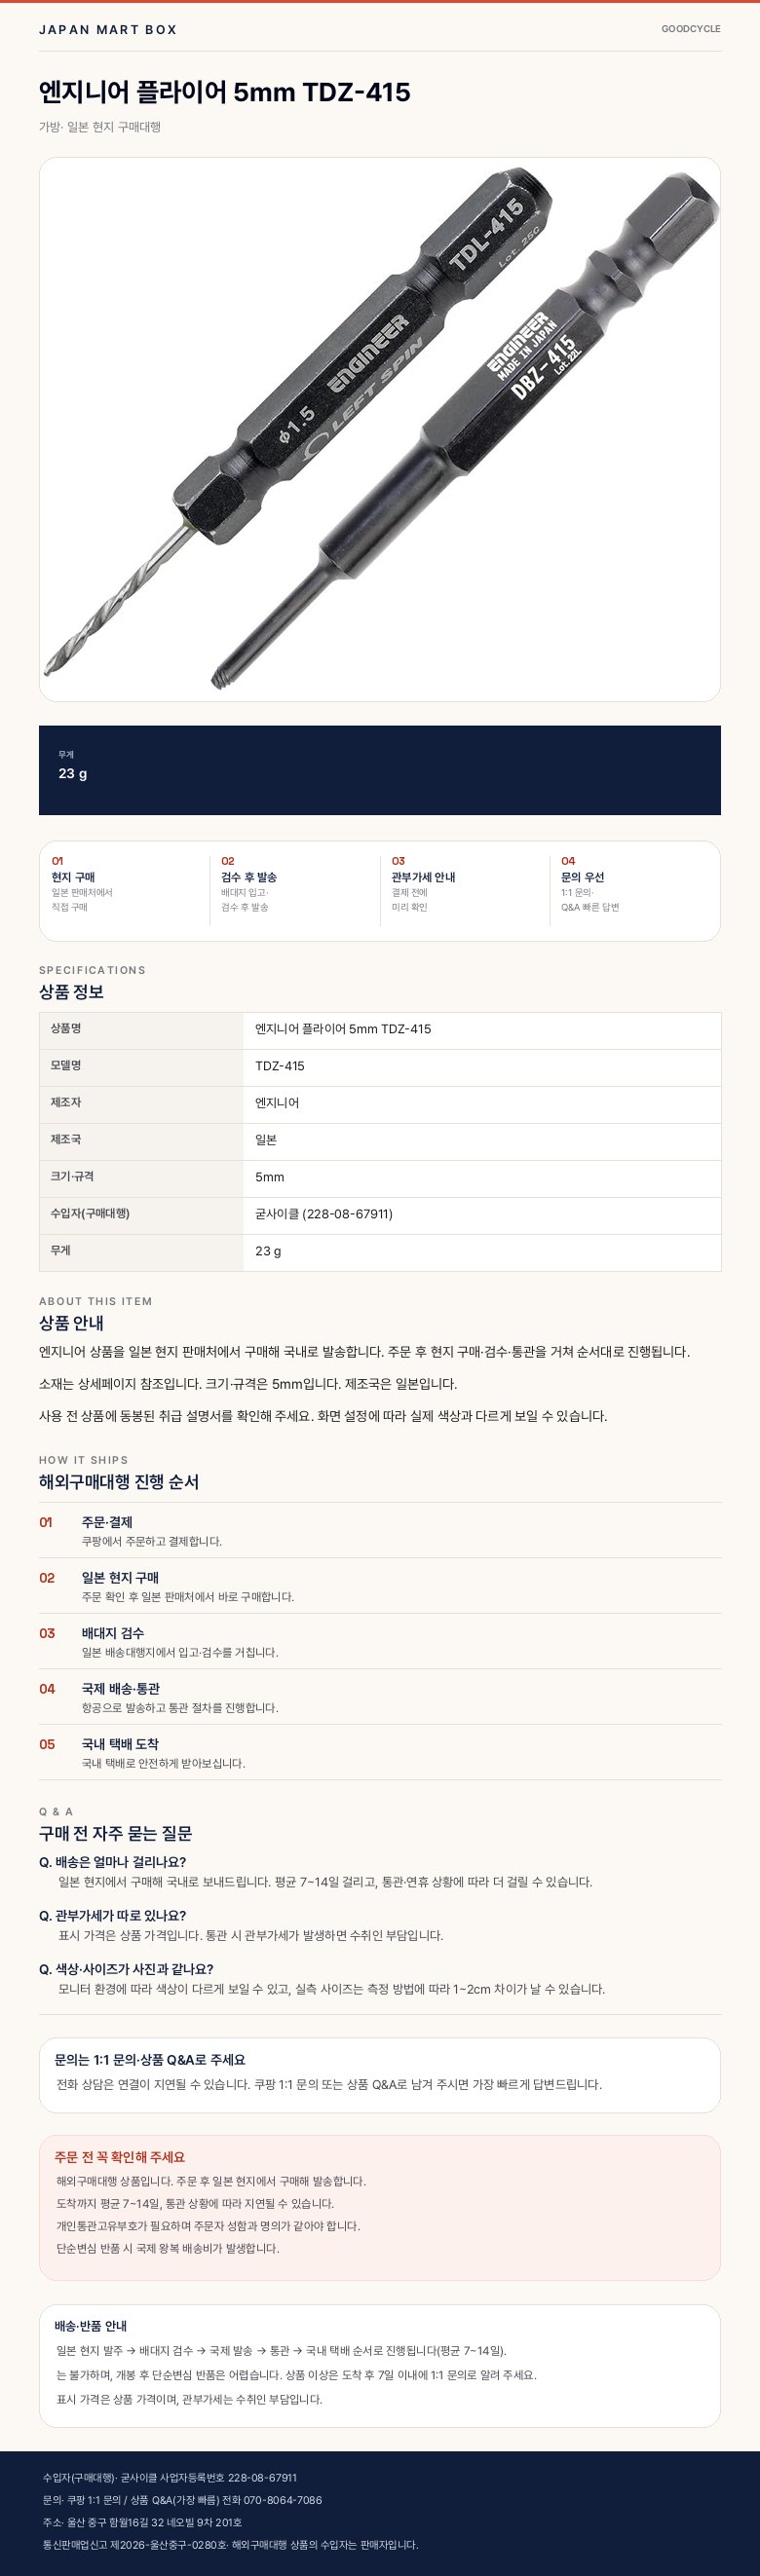 JAPAN MART BOX
GOODCYCLE
엔지니어 플라이어 5mm TDZ-415
가방· 일본 현지 구매대행
TDL-415
Lot. 25G
ENGINEER
LEFT SPIN
φ1.5
ENGINEER
MADE IN JAPAN
DBZ-415
Lot.22L
무게
23 g
01
현지 구매
일본 판매처에서
직접 구매
02
검수 후 발송
배대지 입고·
검수 후 발송
03
관부가세 안내
결제 전에
미리 확인
04
문의 우선
1:1 문의·
Q&A 빠른 답변
SPECIFICATIONS
상품 정보
상품명 엔지니어 플라이어 5mm TDZ-415
모델명 TDZ-415
제조자 엔지니어
제조국 일본
크기·규격 5mm
수입자(구매대행) 굳사이클 (228-08-67911)
무게 23 g
ABOUT THIS ITEM
상품 안내
엔지니어 상품을 일본 현지 판매처에서 구매해 국내로 발송합니다. 주문 후 현지 구매·검수·통관을 거쳐 순서대로 진행됩니다.
소재는 상세페이지 참조입니다. 크기·규격은 5mm입니다. 제조국은 일본입니다.
사용 전 상품에 동봉된 취급 설명서를 확인해 주세요. 화면 설정에 따라 실제 색상과 다르게 보일 수 있습니다.
HOW IT SHIPS
해외구매대행 진행 순서
01 주문·결제
쿠팡에서 주문하고 결제합니다.
02 일본 현지 구매
주문 확인 후 일본 판매처에서 바로 구매합니다.
03 배대지 검수
일본 배송대행지에서 입고·검수를 거칩니다.
04 국제 배송·통관
항공으로 발송하고 통관 절차를 진행합니다.
05 국내 택배 도착
국내 택배로 안전하게 받아보십니다.
Q & A
구매 전 자주 묻는 질문
Q. 배송은 얼마나 걸리나요?
일본 현지에서 구매해 국내로 보내드립니다. 평균 7~14일 걸리고, 통관·연휴 상황에 따라 더 걸릴 수 있습니다.
Q. 관부가세가 따로 있나요?
표시 가격은 상품 가격입니다. 통관 시 관부가세가 발생하면 수취인 부담입니다.
Q. 색상·사이즈가 사진과 같나요?
모니터 환경에 따라 색상이 다르게 보일 수 있고, 실측 사이즈는 측정 방법에 따라 1~2cm 차이가 날 수 있습니다.
문의는 1:1 문의·상품 Q&A로 주세요
전화 상담은 연결이 지연될 수 있습니다. 쿠팡 1:1 문의 또는 상품 Q&A로 남겨 주시면 가장 빠르게 답변드립니다.
주문 전 꼭 확인해 주세요
해외구매대행 상품입니다. 주문 후 일본 현지에서 구매해 발송합니다.
도착까지 평균 7~14일, 통관 상황에 따라 지연될 수 있습니다.
개인통관고유부호가 필요하며 주문자 성함과 명의가 같아야 합니다.
단순변심 반품 시 국제 왕복 배송비가 발생합니다.
배송·반품 안내
일본 현지 발주 → 배대지 검수 → 국제 발송 → 통관 → 국내 택배 순서로 진행됩니다(평균 7~14일).
는 불가하며, 개봉 후 단순변심 반품은 어렵습니다. 상품 이상은 도착 후 7일 이내에 1:1 문의로 알려 주세요.
표시 가격은 상품 가격이며, 관부가세는 수취인 부담입니다.
수입자(구매대행)· 굳사이클 사업자등록번호 228-08-67911
문의· 쿠팡 1:1 문의 / 상품 Q&A(가장 빠름) 전화 070-8064-7086
주소· 울산 중구 함월16길 32 네오빌 9차 201호
통신판매업신고 제2026-울산중구-0280호· 해외구매대행 상품의 수입자는 판매자입니다.